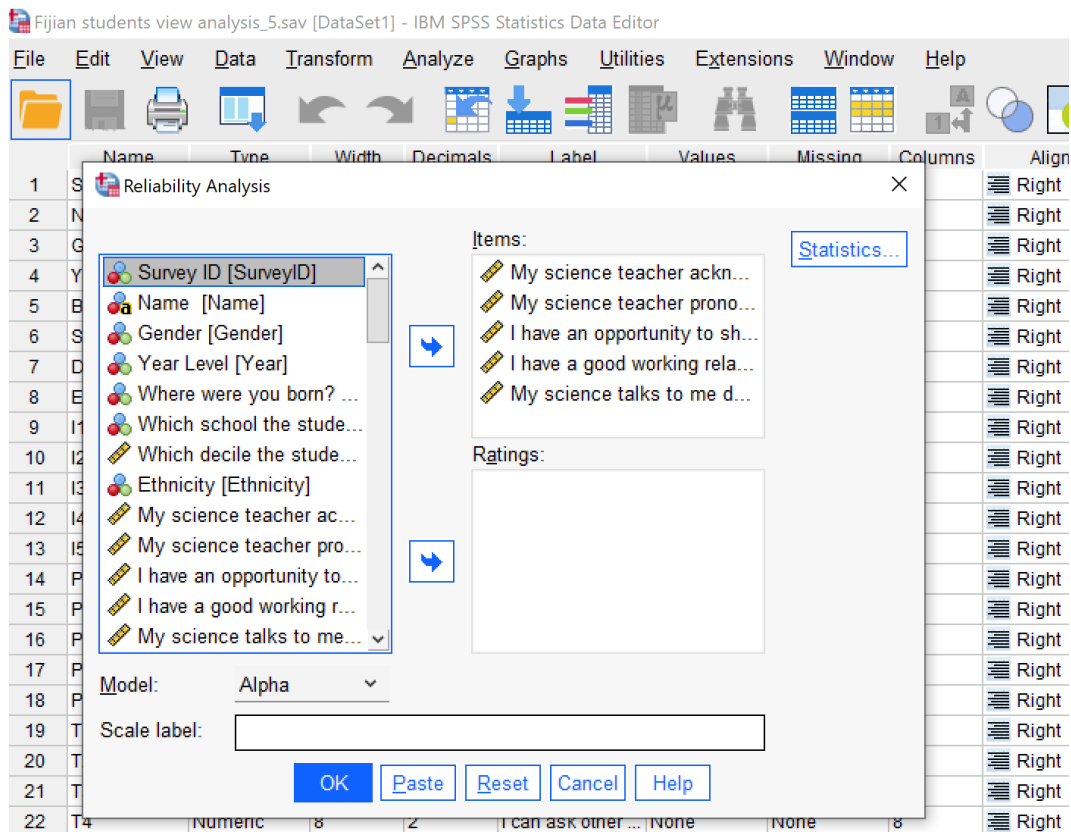 Fijian students view analysis_5.sav [DataSet1] - IBM SPSS Statistics Data Editor
File Edit View Data Transform Analyze Graphs Utilities Extensions Window Help
Name Type Width Decimals Label Values Missing Columns Align
Reliability Analysis
Items:
Statistics...
Survey ID [SurveyID]
Name [Name]
Gender [Gender]
Year Level [Year]
Where were you born? ...
Which school the stude...
Which decile the stude...
Ethnicity [Ethnicity]
My science teacher ac...
My science teacher pro...
I have an opportunity to...
I have a good working r...
My science talks to me...
My science teacher ackn...
My science teacher prono...
I have an opportunity to sh...
I have a good working rela...
My science talks to me d...
Ratings:
Model: Alpha
Scale label:
OK Paste Reset Cancel Help
1 S Right
2 N Right
3 G Right
4 Y Right
5 B Right
6 S Right
7 D Right
8 E Right
9 I1 Right
10 I2 Right
11 I3 Right
12 I4 Right
13 I5 Right
14 P Right
15 P Right
16 P Right
17 P Right
18 P Right
19 T Right
20 T Right
21 T Right
22 T4 Numeric 8 2 I can ask other ... None None 8 Right